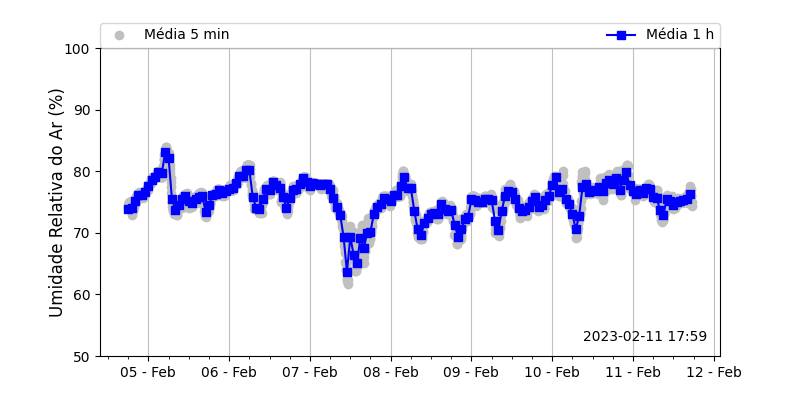 Média 5 min
Média 1 h
Umidade Relativa do Ar (%)
100
90
80
70
60
50
2023-02-11 17:59
05 - Feb
06 - Feb
07 - Feb
08 - Feb
09 - Feb
10 - Feb
11 - Feb
12 - Feb